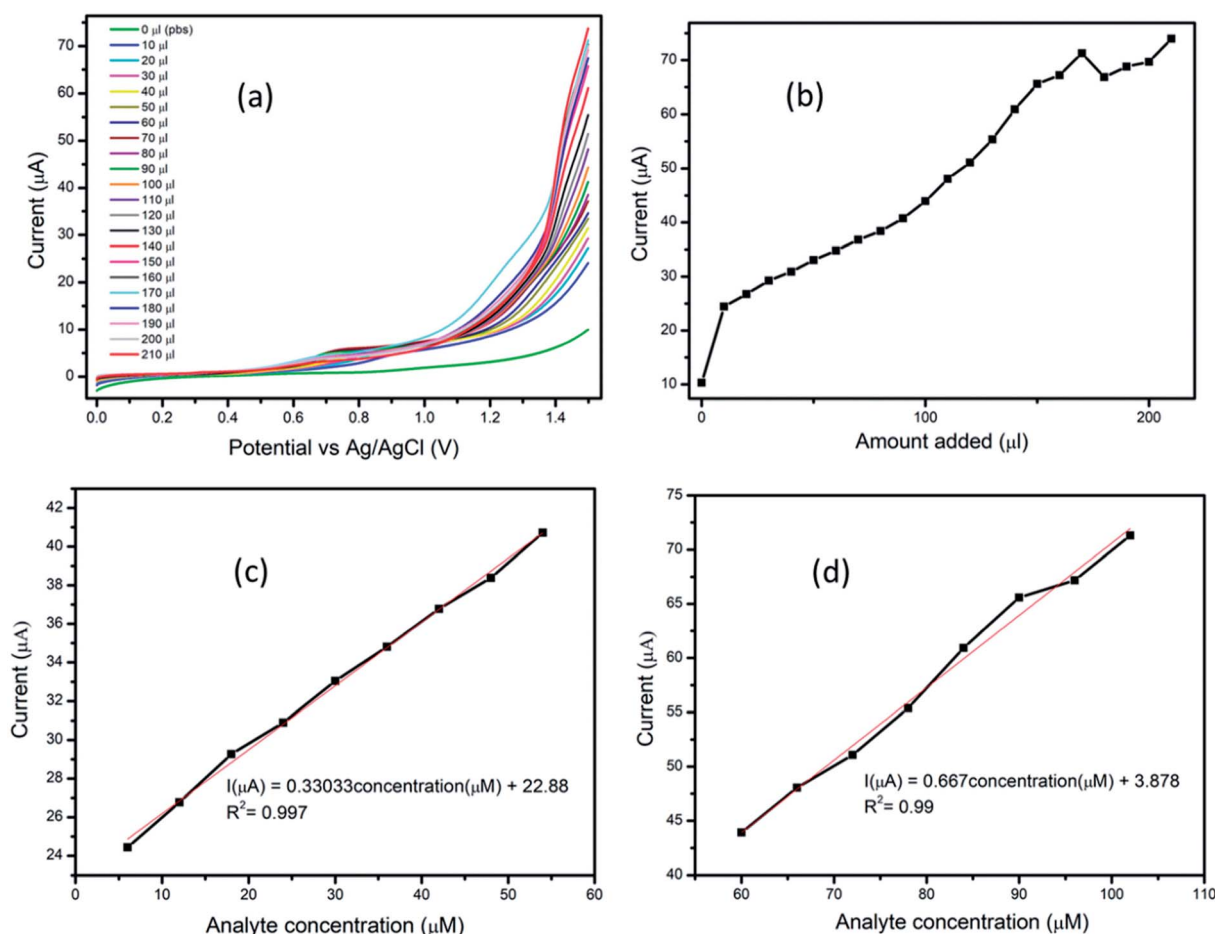 (a)
0 μl (pbs)
10 μl
20 μl
30 μl
40 μl
50 μl
60 μl
70 μl
80 μl
90 μl
100 μl
110 μl
120 μl
130 μl
140 μl
150 μl
160 μl
170 μl
180 μl
190 μl
200 μl
210 μl
Current (μA)
70
60
50
40
30
20
10
0
0.0 0.2 0.4 0.6 0.8 1.0 1.2 1.4
Potential vs Ag/AgCl (V)
(b)
Current (μA)
70
60
50
40
30
20
10
0 100 200
Amount added (μl)
(c)
Current (μA)
42
40
38
36
34
32
30
28
26
24
I(μA) = 0.33033concentration(μM) + 22.88
R²= 0.997
0 10 20 30 40 50 60
Analyte concentration (μM)
(d)
Current (μA)
75
70
65
60
55
50
45
40
I(μA) = 0.667concentration(μM) + 3.878
R²= 0.99
60 70 80 90 100 110
Analyte concentration (μM)